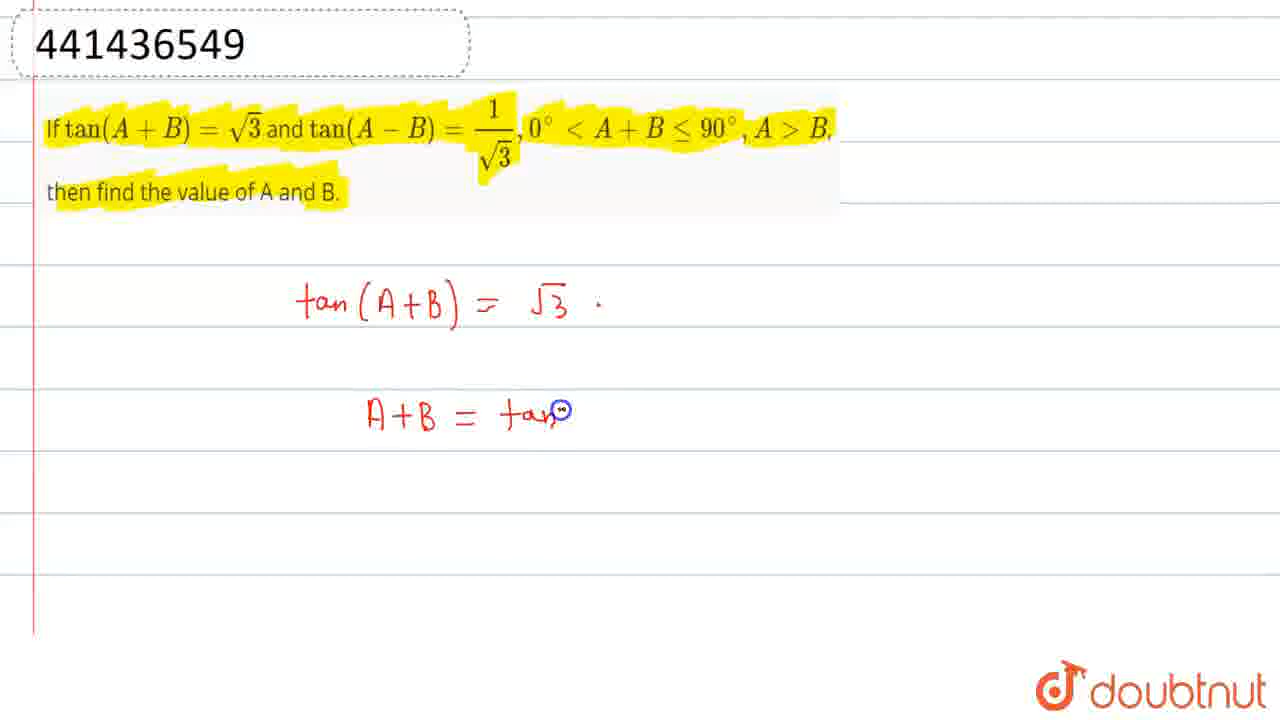 441436549
If tan(A + B) = √3 and tan(A − B) = 1/√3, 0° < A + B ≤ 90°, A > B,
then find the value of A and B.
tan(A+B) = √3 .
A+B = tan
doubtnut